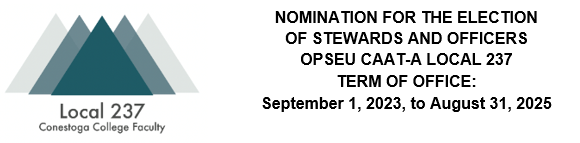 NOMINATION FOR THE ELECTION
OF STEWARDS AND OFFICERS
OPSEU CAAT-A LOCAL 237
TERM OF OFFICE:
September 1, 2023, to August 31, 2025
Local 237
Conestoga College Faculty